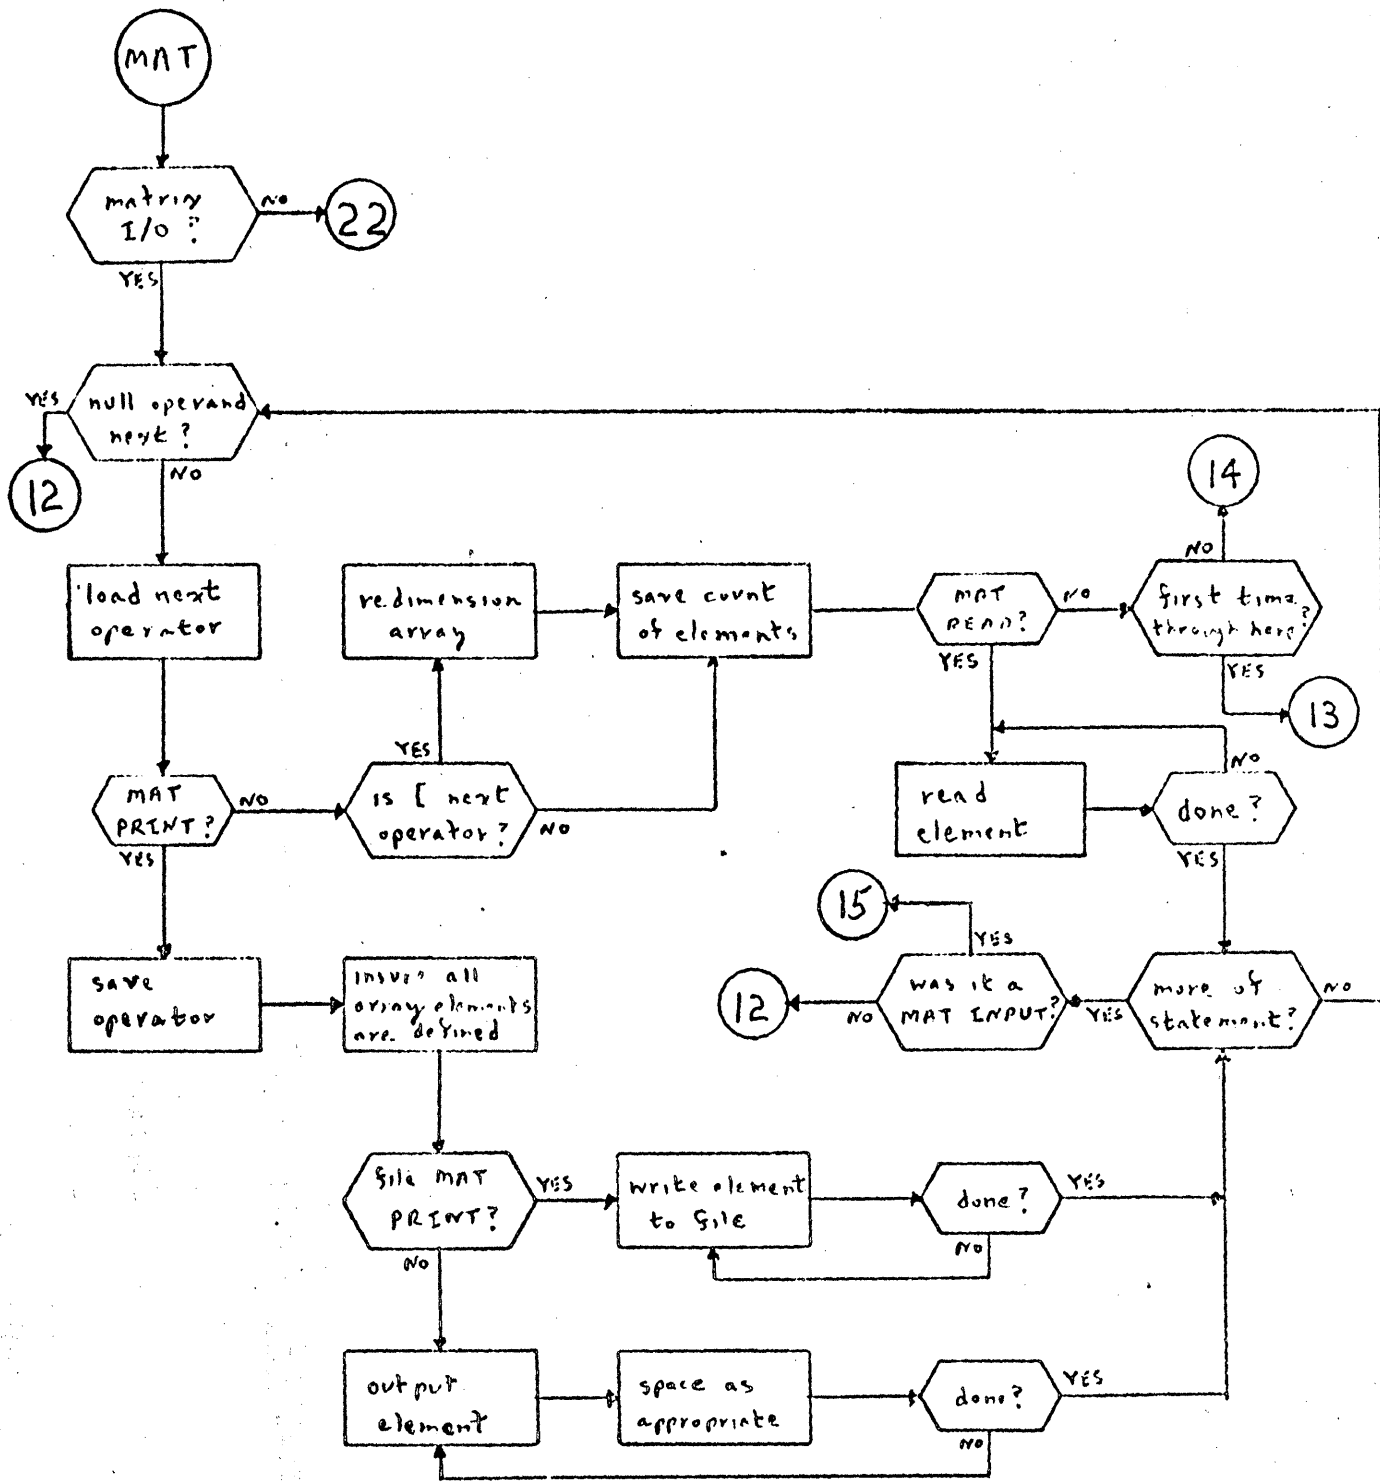 MAT
matrix
I/O ?
NO
22
YES
YES
null operand
next ?
NO
12
14
NO
load next
operator
redimension
array
save count
of elements
MAT
READ?
NO
first time
through here?
YES
YES
13
YES
NO
MAT
PRINT?
NO
is [ next
operator?
NO
read
element
done ?
YES
YES
15
YES
save
operator
insure all
array elements
are defined
12
NO
was it a
MAT INPUT?
YES
more of
statement?
NO
file MAT
PRINT?
YES
write element
to file
done ?
YES
NO
NO
output
element
space as
appropriate
done?
YES
NO